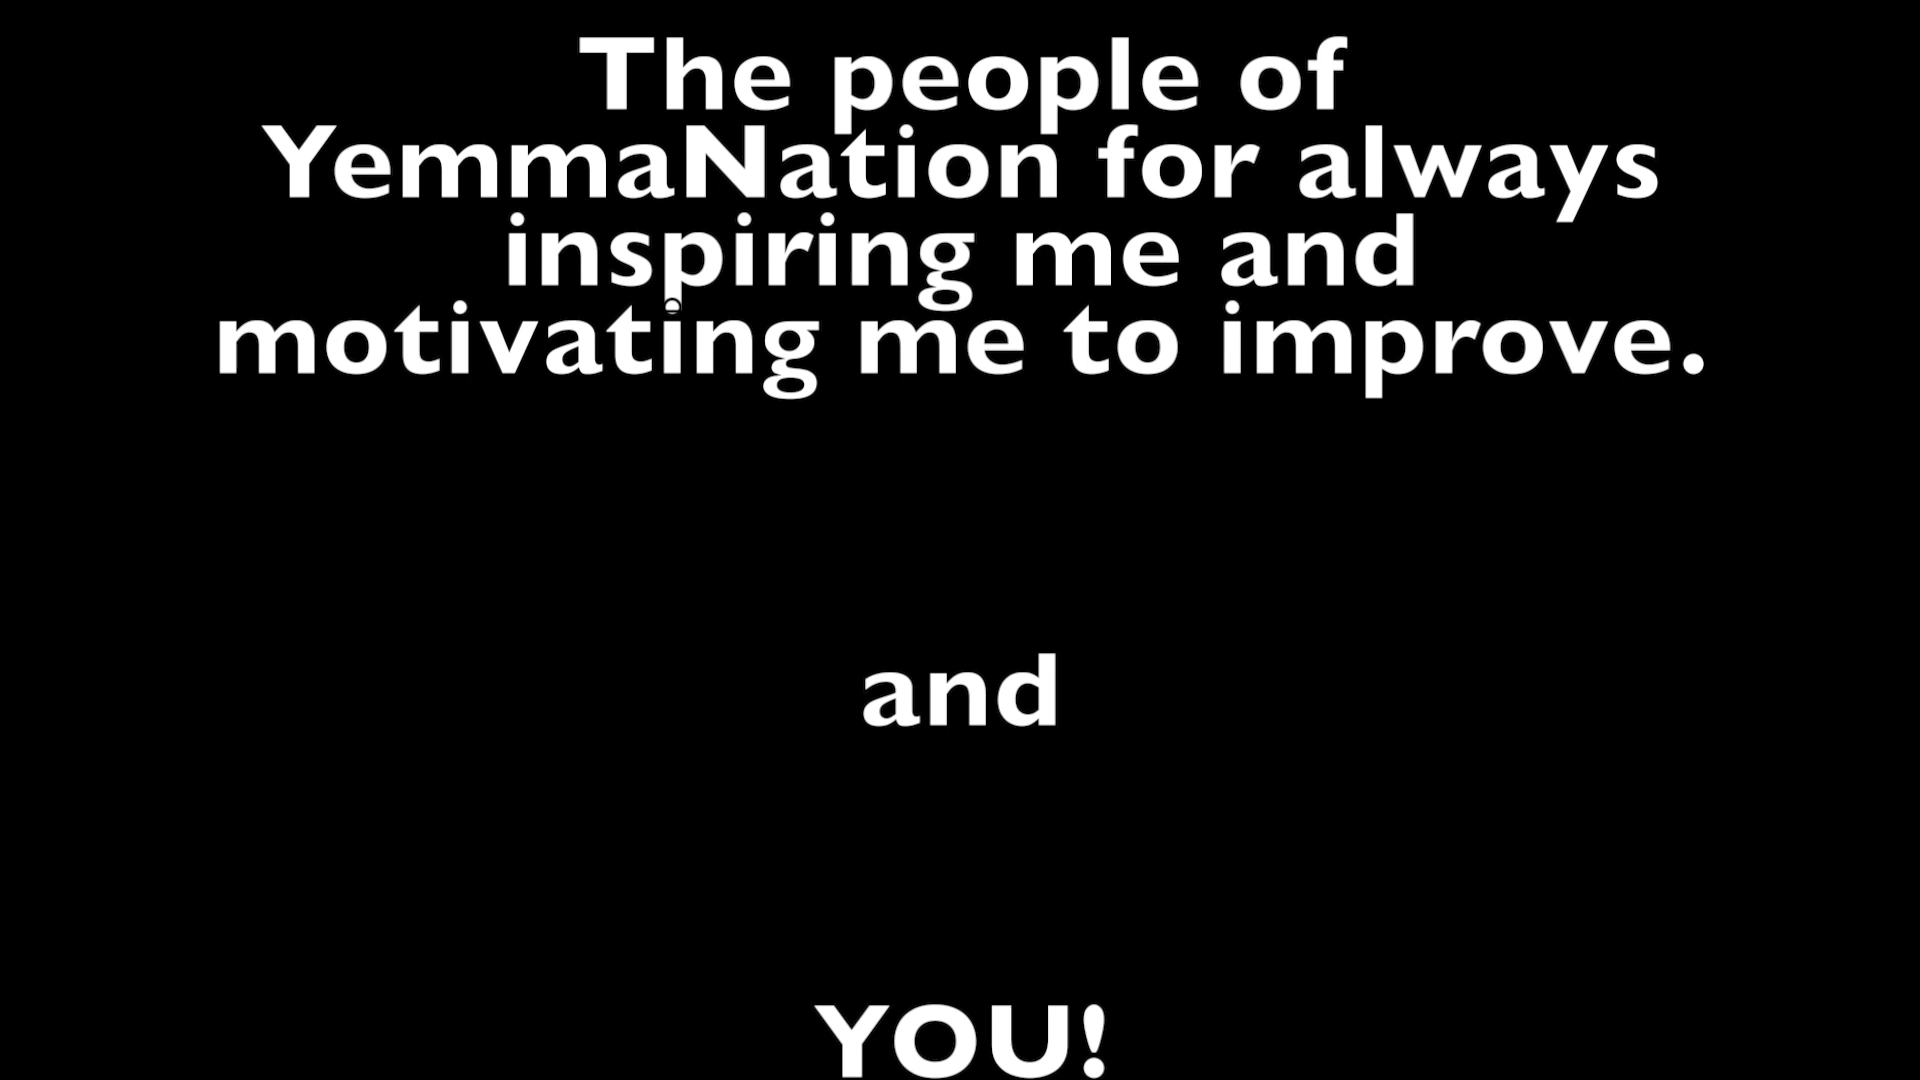 The people of
YemmaNation for always
inspiring me and
motivating me to improve.
and
YOU!